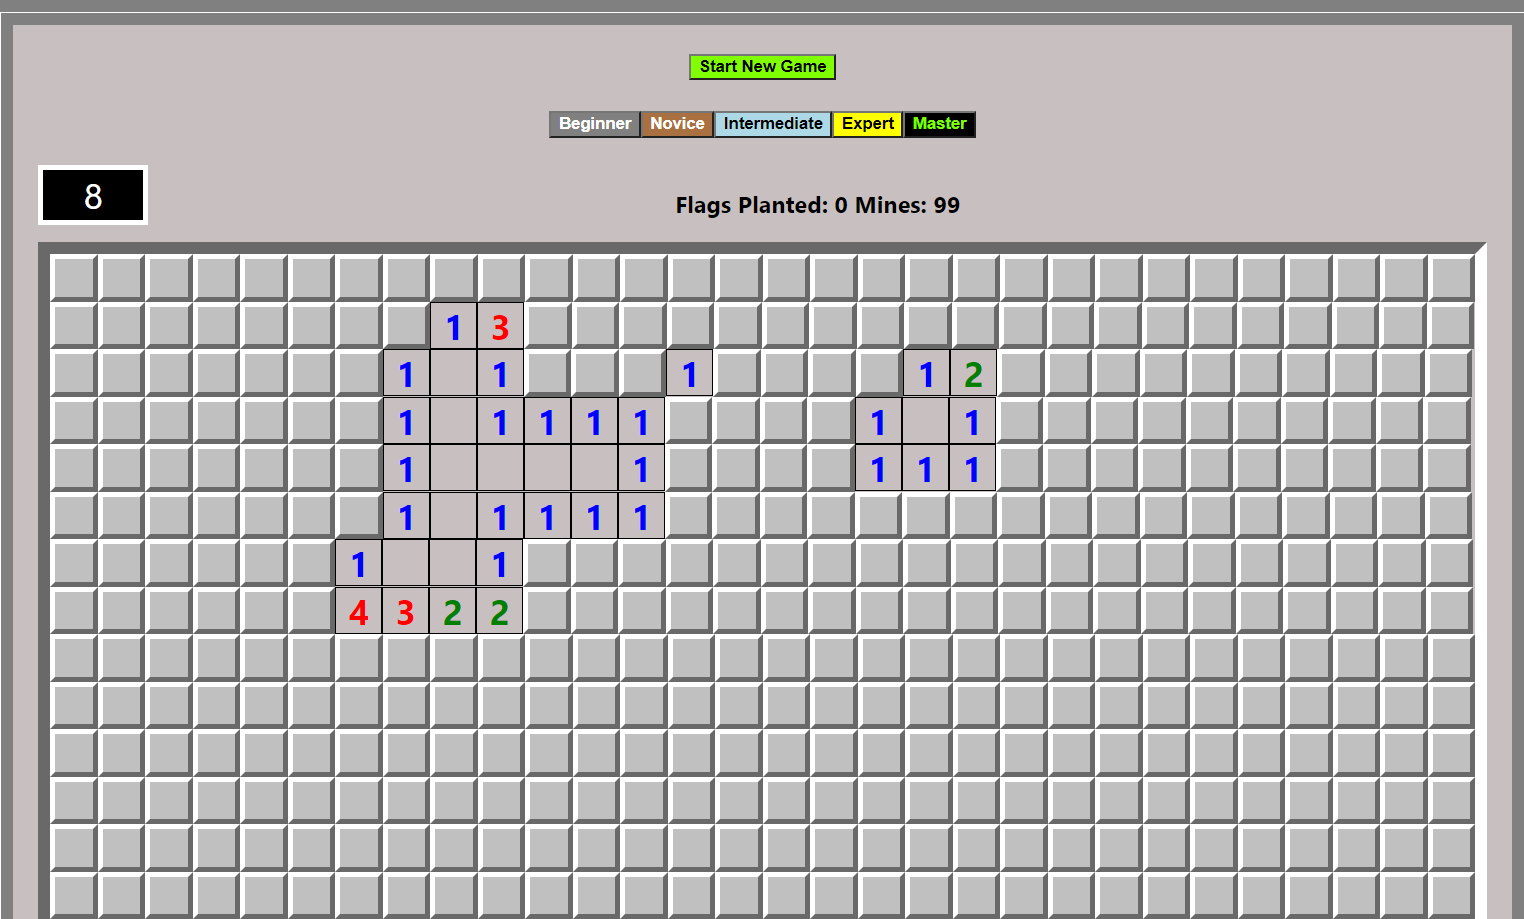 Start New Game
Beginner Novice Intermediate Expert Master
8
Flags Planted: 0 Mines: 99
1 3
1 1 1 1 2
1 1 1 1 1 1 1
1 1 1 1 1
1 1 1 1 1
1 1
4 3 2 2